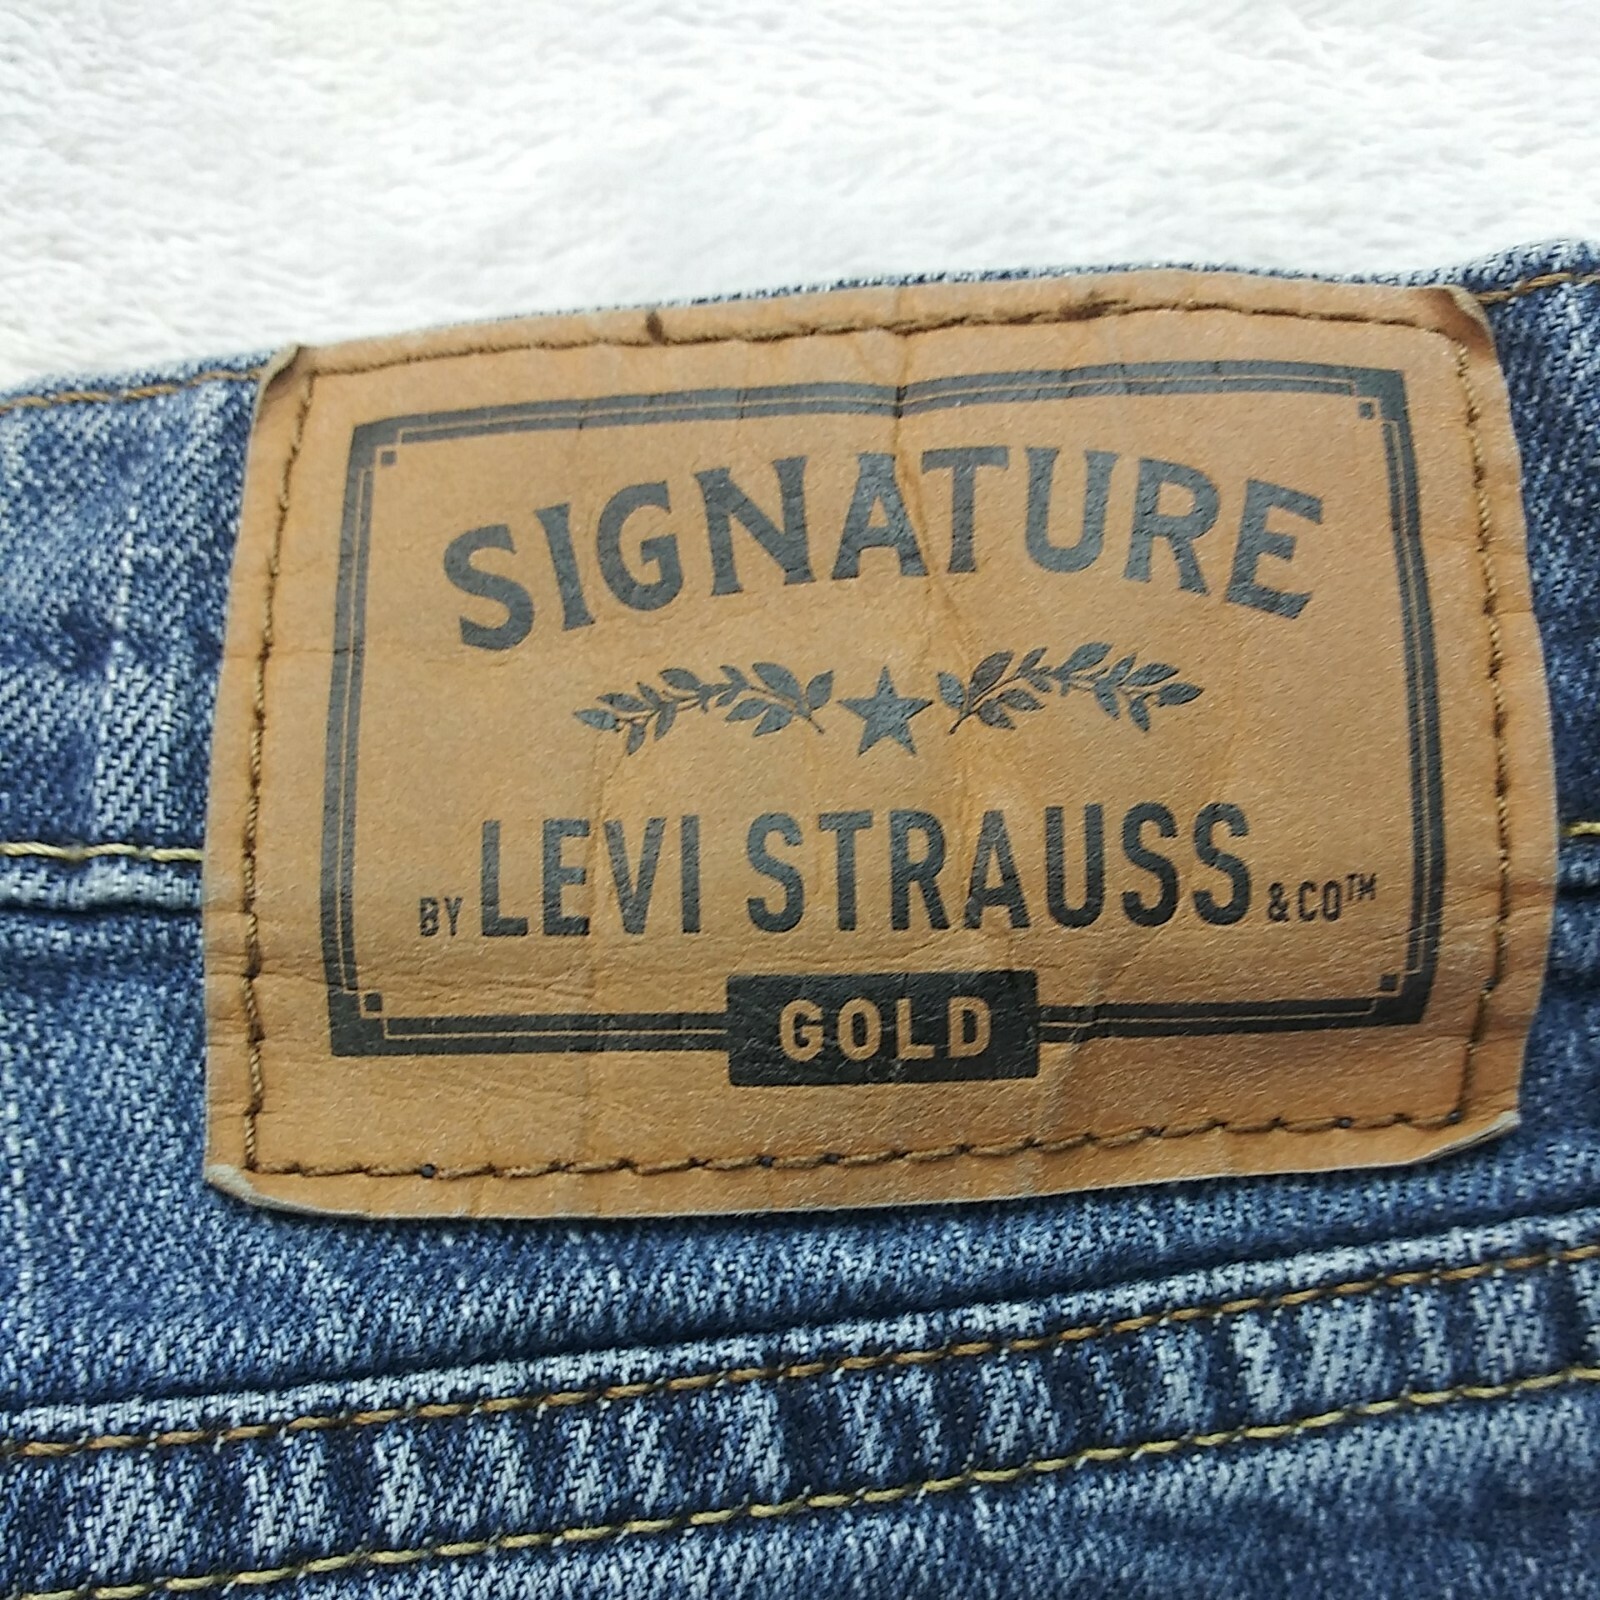 SIGNATURE
BY LEVI STRAUSS & CO™
GOLD